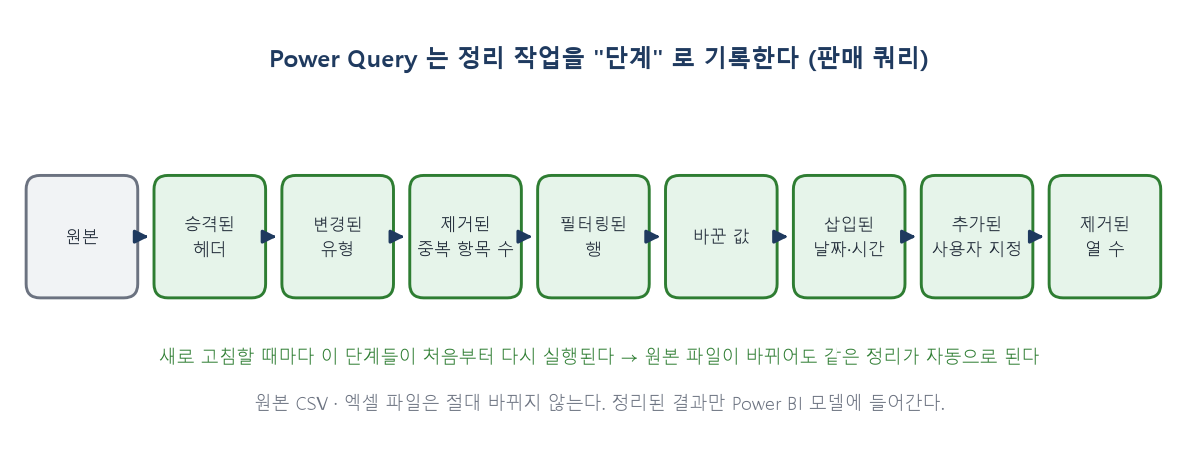 Power Query 는 정리 작업을 "단계" 로 기록한다 (판매 쿼리)
원본
승격된
헤더
변경된
유형
제거된
중복 항목 수
필터링된
행
바꾼 값
삽입된
날짜·시간
추가된
사용자 지정
제거된
열 수
새로 고침할 때마다 이 단계들이 처음부터 다시 실행된다 → 원본 파일이 바뀌어도 같은 정리가 자동으로 된다
원본 CSV · 엑셀 파일은 절대 바뀌지 않는다. 정리된 결과만 Power BI 모델에 들어간다.